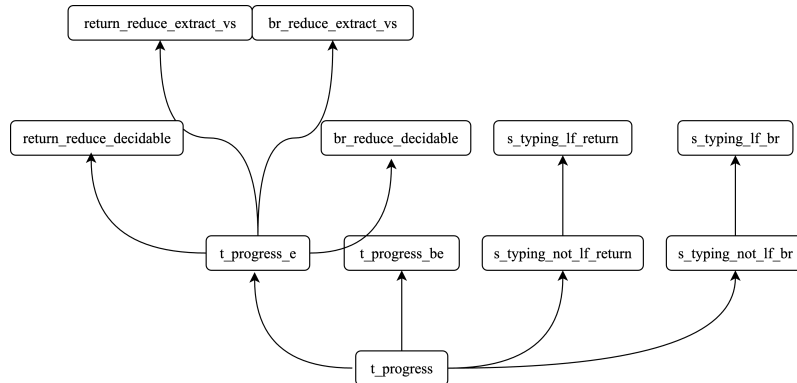 return_reduce_extract_vs
br_reduce_extract_vs
return_reduce_decidable
br_reduce_decidable
s_typing_lf_return
s_typing_lf_br
t_progress_e
t_progress_be
s_typing_not_lf_return
s_typing_not_lf_br
t_progress